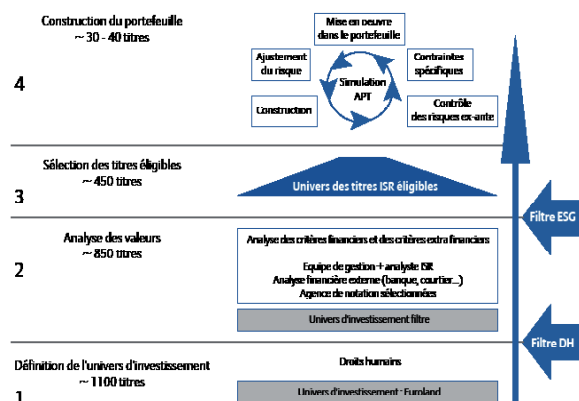 Construction du portefeuille
~ 30 - 40 titres
4
Mise en oeuvre
dans le portefeuille
Ajustement
du risque
Contraintes
spécifiques
Simulation
APT
Construction
Contrôle
des risques ex-ante
Sélection des titres éligibles
~ 450 titres
3
Univers des titres ISR éligibles
Filtre ESG
Analyse des valeurs
~ 850 titres
2
Analyse des critères financiers et des critères extra financiers
Equipe de gestion + analyste ISR
Analyse financière externe (banque, courtier...)
Agence de notation sélectionnées
Univers d'investissement filtre
Filtre DH
Définition de l'univers d'investissement
~ 1100 titres
1
Droits humains
Univers d'investissement : Euroland